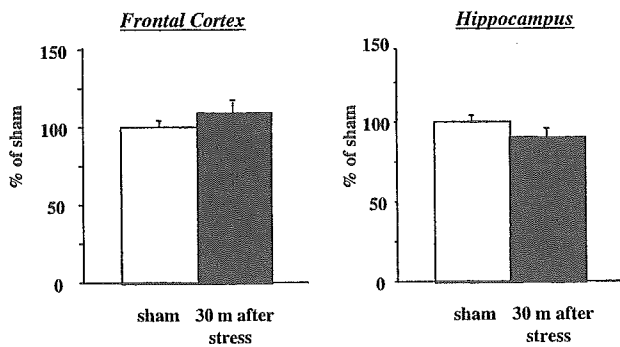 Frontal Cortex
150
100
50
0
% of sham
sham 30 m after
stress
Hippocampus
150
100
50
0
% of sham
sham 30 m after
stress